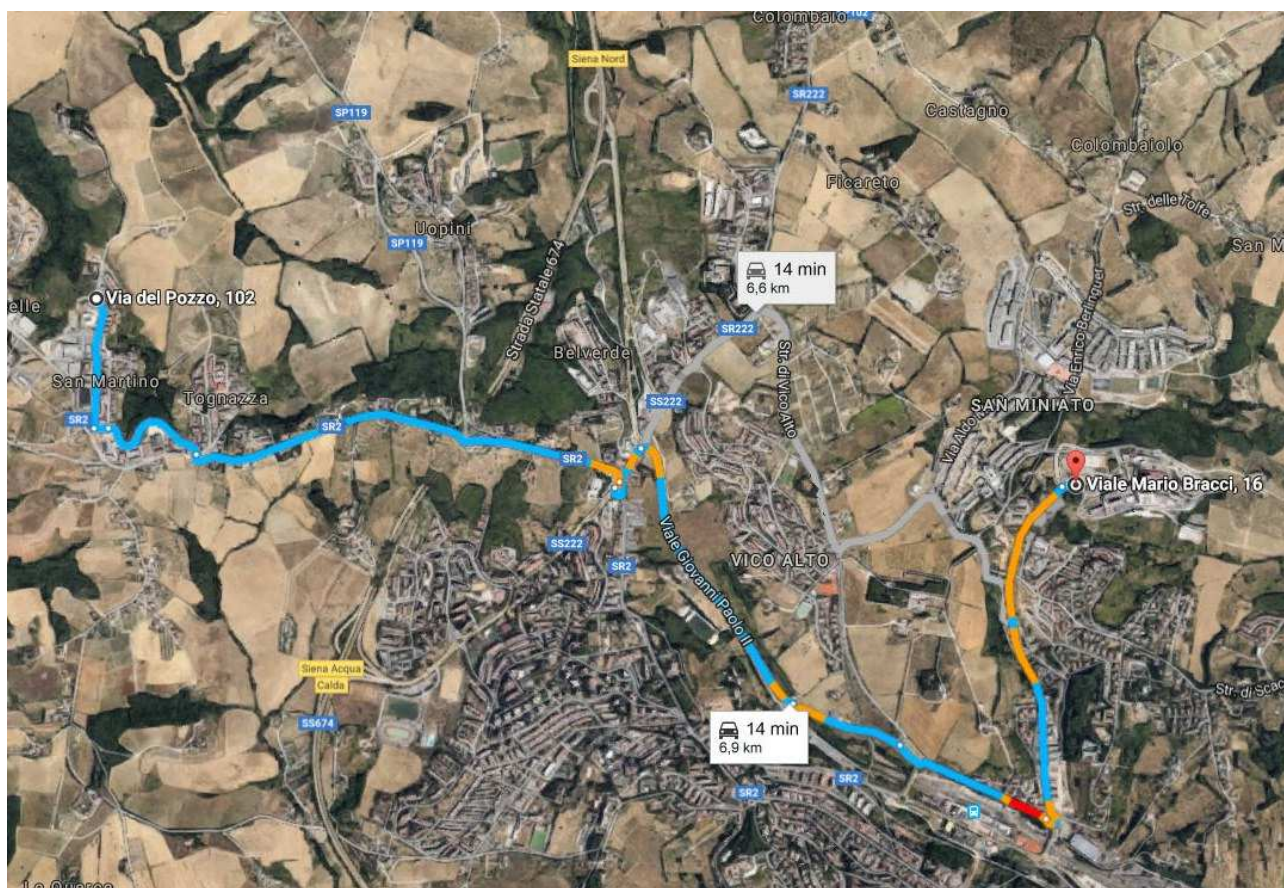 Colombaio
SP102
Siena Nord
SR222
SP119
Castagno
Colombaiolo
Ficareto
Str. delle Tolfe
San M
Uopini
SP119
Strada Statale 674
14 min
6,6 km
Via Enrico Berlinguer
elle
Via del Pozzo, 102
SR222
Belverde
Str. di Vico Alto
San Martino
Tognazza
SS222
SAN MINIATO
SR2
SR2
Via Aldo
SR2
Viale Mario Bracci, 16
SS222
SR2
VICO ALTO
Viale Giovanni Paolo II
Siena Acqua
Calda
Str. di Scac
SS674
14 min
6,9 km
SR2
SR2